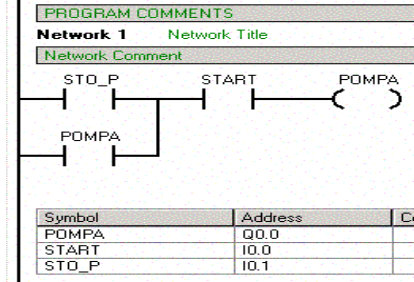 PROGRAM COMMENTS
Network 1 Network Title
Network Comment
STO_P START POMPA
POMPA
Symbol Address
POMPA Q0.0
START I0.0
STO_P I0.1